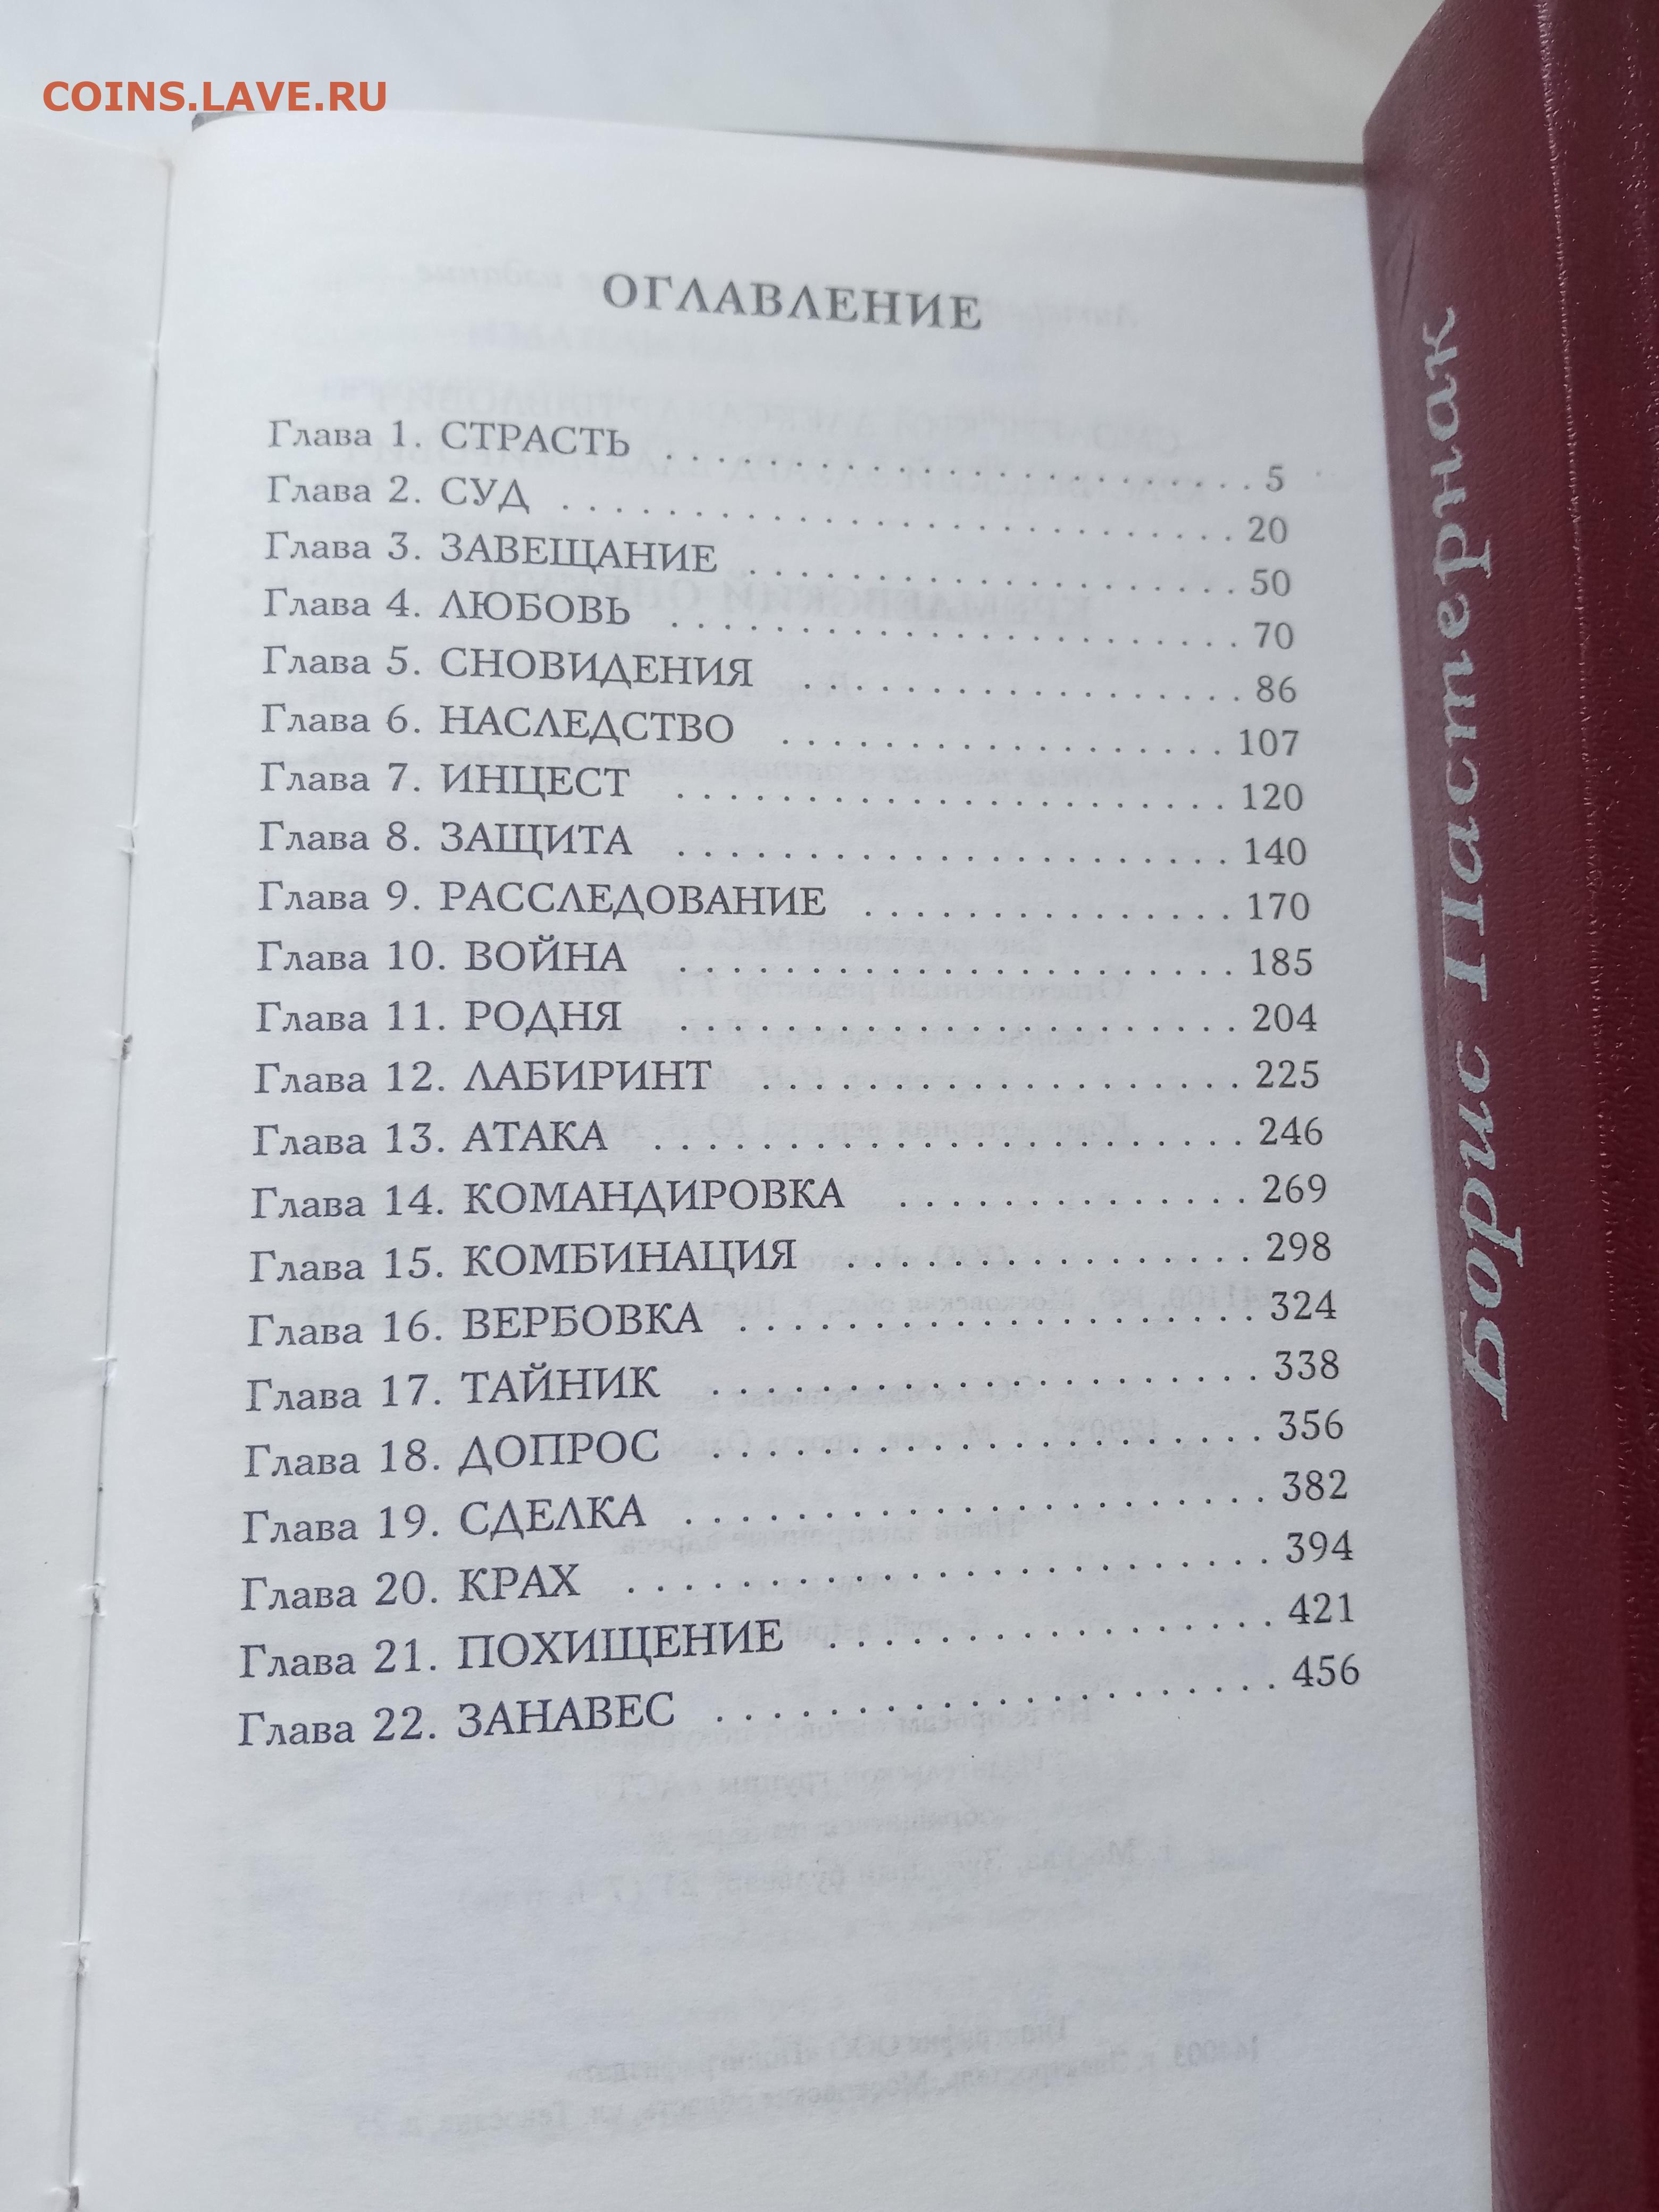 COINS.LAVE.RU
ОГЛАВЛЕНИЕ
Глава 1. СТРАСТЬ . . . . . . . . . . . . . . . . . . . . . . . 5
Глава 2. СУД . . . . . . . . . . . . . . . . . . . . . . . . . . 20
Глава 3. ЗАВЕЩАНИЕ . . . . . . . . . . . . . . . . . . . 50
Глава 4. ЛЮБОВЬ . . . . . . . . . . . . . . . . . . . . . . 70
Глава 5. СНОВИДЕНИЯ . . . . . . . . . . . . . . . . . 86
Глава 6. НАСЛЕДСТВО . . . . . . . . . . . . . . . . . 107
Глава 7. ИНЦЕСТ . . . . . . . . . . . . . . . . . . . . . 120
Глава 8. ЗАЩИТА . . . . . . . . . . . . . . . . . . . . . 140
Глава 9. РАССЛЕДОВАНИЕ . . . . . . . . . . . . . . 170
Глава 10. ВОЙНА . . . . . . . . . . . . . . . . . . . . . 185
Глава 11. РОДНЯ . . . . . . . . . . . . . . . . . . . . . 204
Глава 12. ЛАБИРИНТ . . . . . . . . . . . . . . . . . . 225
Глава 13. АТАКА . . . . . . . . . . . . . . . . . . . . . . 246
Глава 14. КОМАНДИРОВКА . . . . . . . . . . . . . 269
Глава 15. КОМБИНАЦИЯ . . . . . . . . . . . . . . . 298
Глава 16. ВЕРБОВКА . . . . . . . . . . . . . . . . . . . 324
Глава 17. ТАЙНИК . . . . . . . . . . . . . . . . . . . . 338
Глава 18. ДОПРОС . . . . . . . . . . . . . . . . . . . . 356
Глава 19. СДЕЛКА . . . . . . . . . . . . . . . . . . . . . 382
Глава 20. КРАХ . . . . . . . . . . . . . . . . . . . . . . . 394
Глава 21. ПОХИЩЕНИЕ . . . . . . . . . . . . . . . . 421
Глава 22. ЗАНАВЕС . . . . . . . . . . . . . . . . . . . . 456
Борис Пастернак